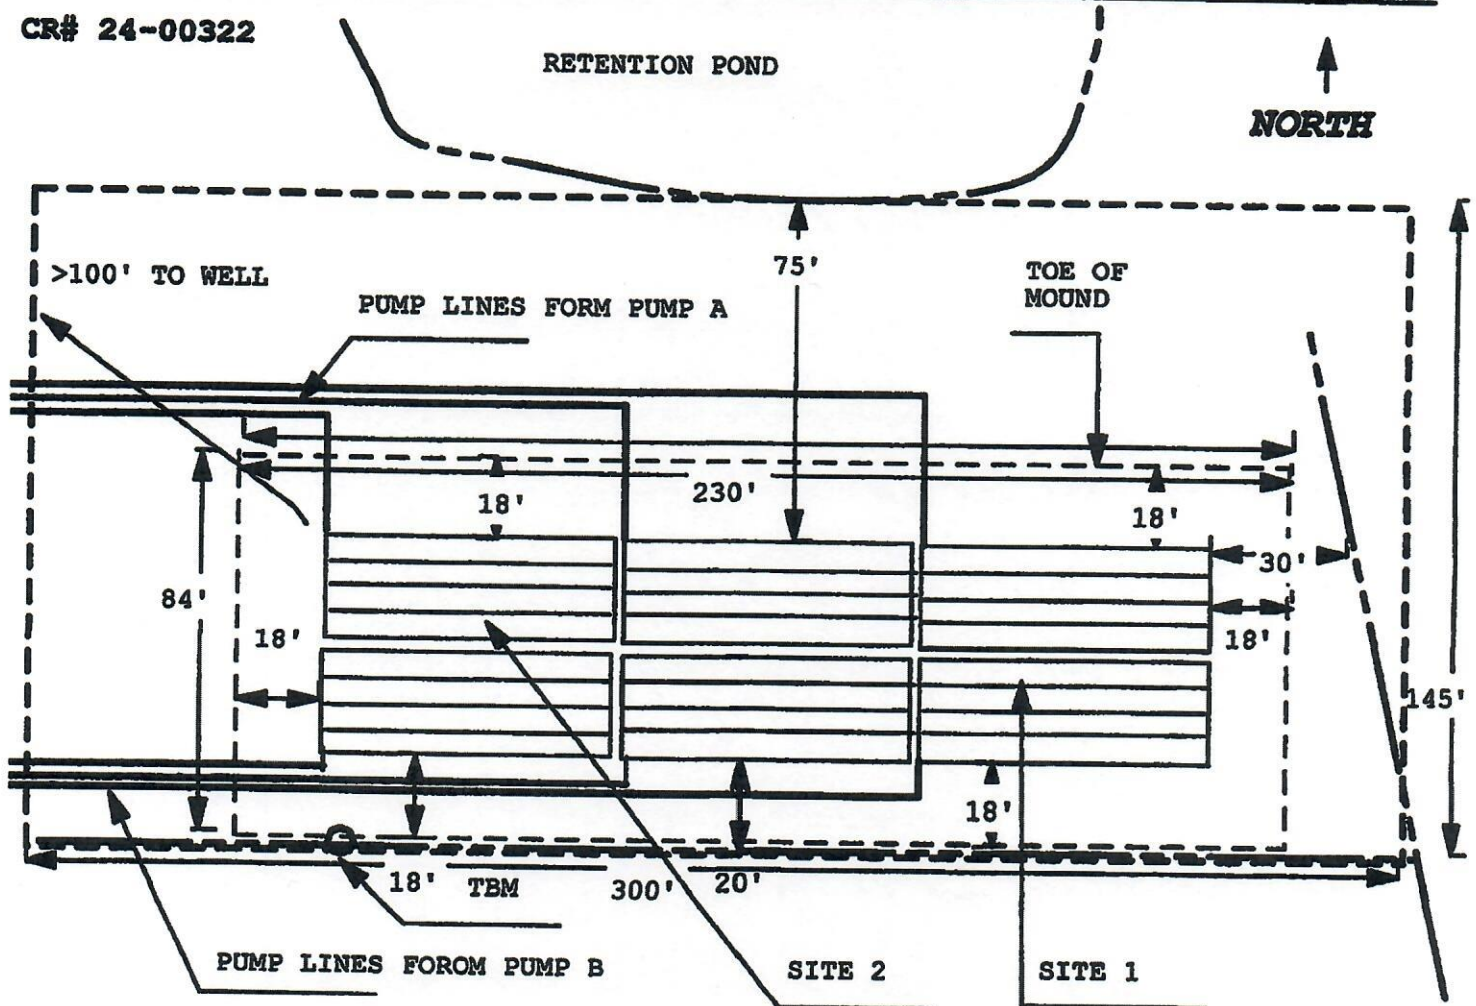 CR# 24-00322
RETENTION POND
NORTH
>100' TO WELL
75'
TOE OF
MOUND
PUMP LINES FORM PUMP A
18'
230'
18'
30'
84'
18'
18'
145'
18'
18'
TBM
300'
20'
PUMP LINES FOROM PUMP B
SITE 2
SITE 1